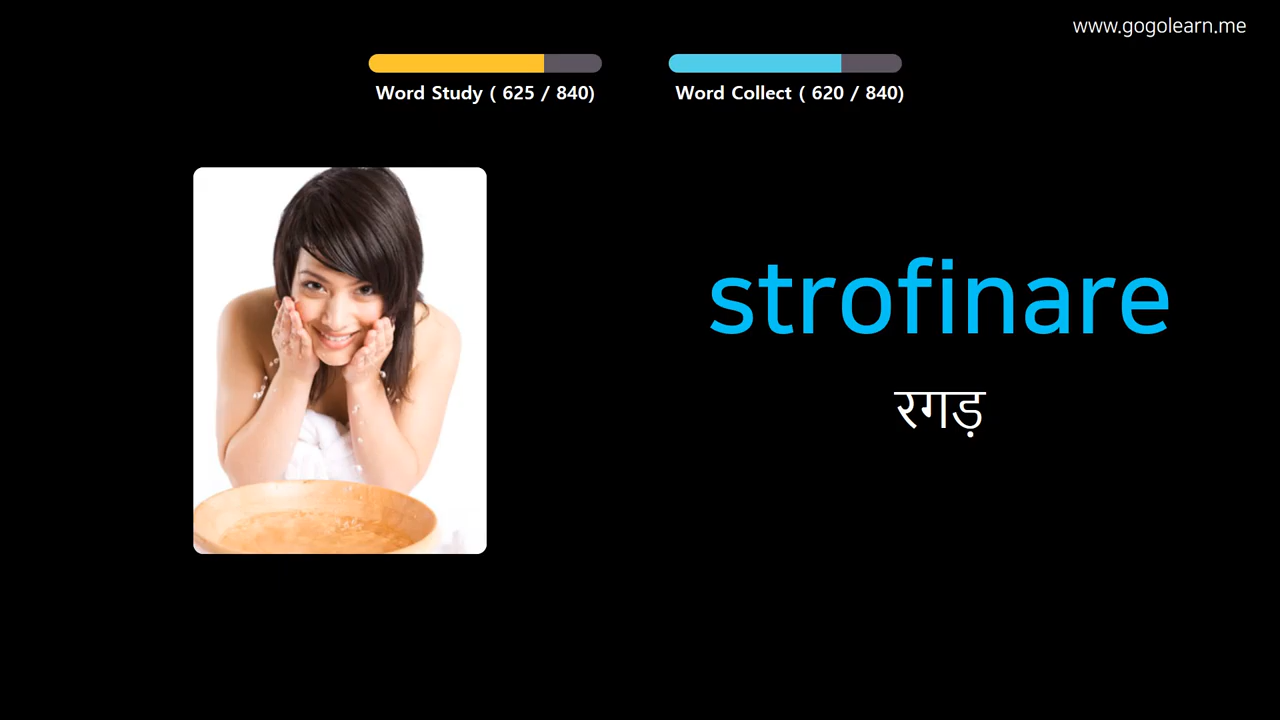 www.gogolearn.me
Word Study ( 625 / 840)
Word Collect ( 620 / 840)
strofinare
रगड़